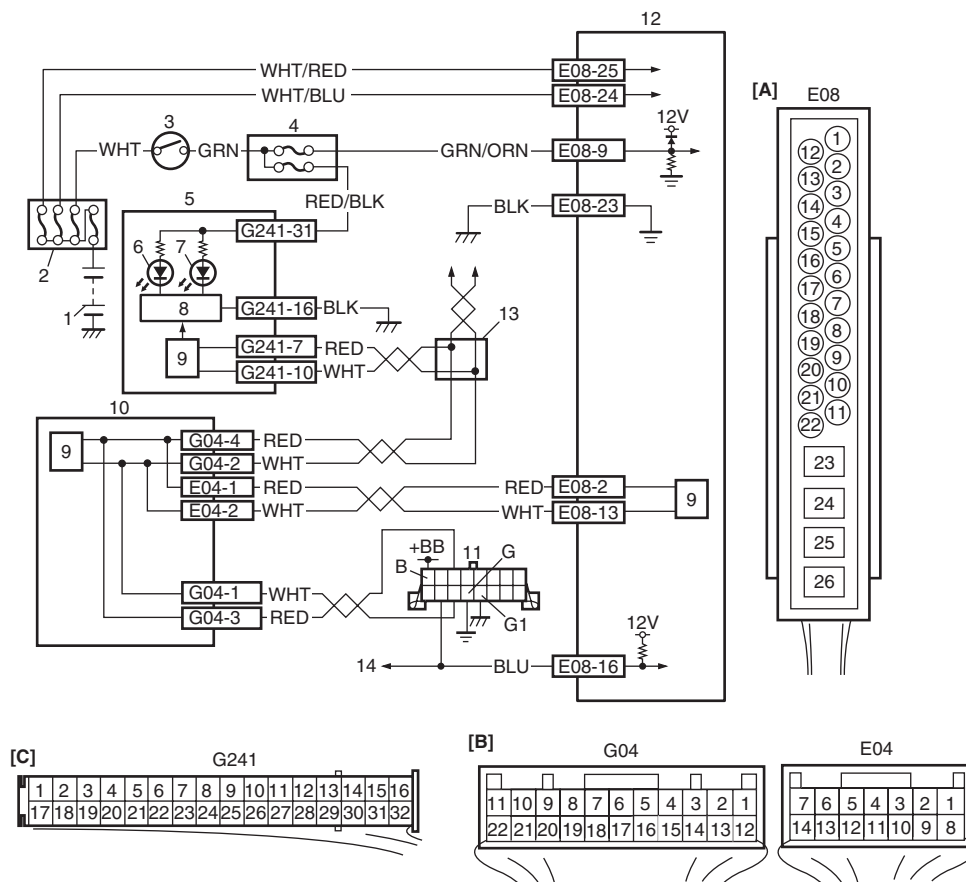 12
WHT/RED E08-25
[A] E08
WHT/BLU E08-24
3 4 12V
WHT GRN GRN/ORN E08-9
RED/BLK
5 BLK E08-23
G241-31
6 7
2
8 G241-16 BLK
1 13
9 G241-7 RED
G241-10 WHT
10
9 G04-4 RED
G04-2 WHT
E04-1 RED RED E08-2 9
E04-2 WHT WHT E08-13
+BB 11 G
B
G04-1 WHT
G04-3 RED G1
12V
14 BLU E08-16
1
12 2
13 3
14 4
15 5
16 6
17 7
18 8
19 9
20 10
21 11
22
23
24
25
26
[C] G241
1 2 3 4 5 6 7 8 9 10 11 12 13 14 15 16
17 18 19 20 21 22 23 24 25 26 27 28 29 30 31 32
[B] G04
11 10 9 8 7 6 5 4 3 2 1
22 21 20 19 18 17 16 15 14 13 12
E04
7 6 5 4 3 2 1
14 13 12 11 10 9 8